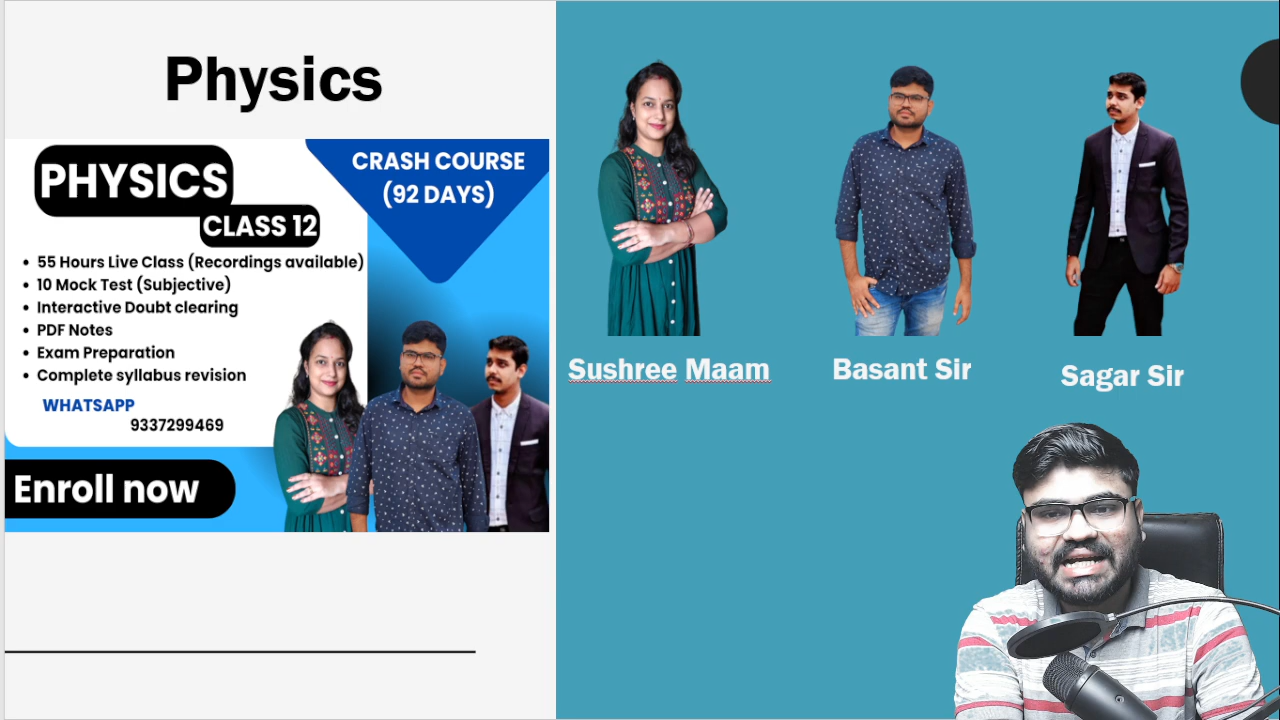 Physics
PHYSICS
CLASS 12
CRASH COURSE
(92 DAYS)
• 55 Hours Live Class (Recordings available)
• 10 Mock Test (Subjective)
• Interactive Doubt clearing
• PDF Notes
• Exam Preparation
• Complete syllabus revision
WHATSAPP
9337299469
Enroll now
Sushree Maam
Basant Sir
Sagar Sir